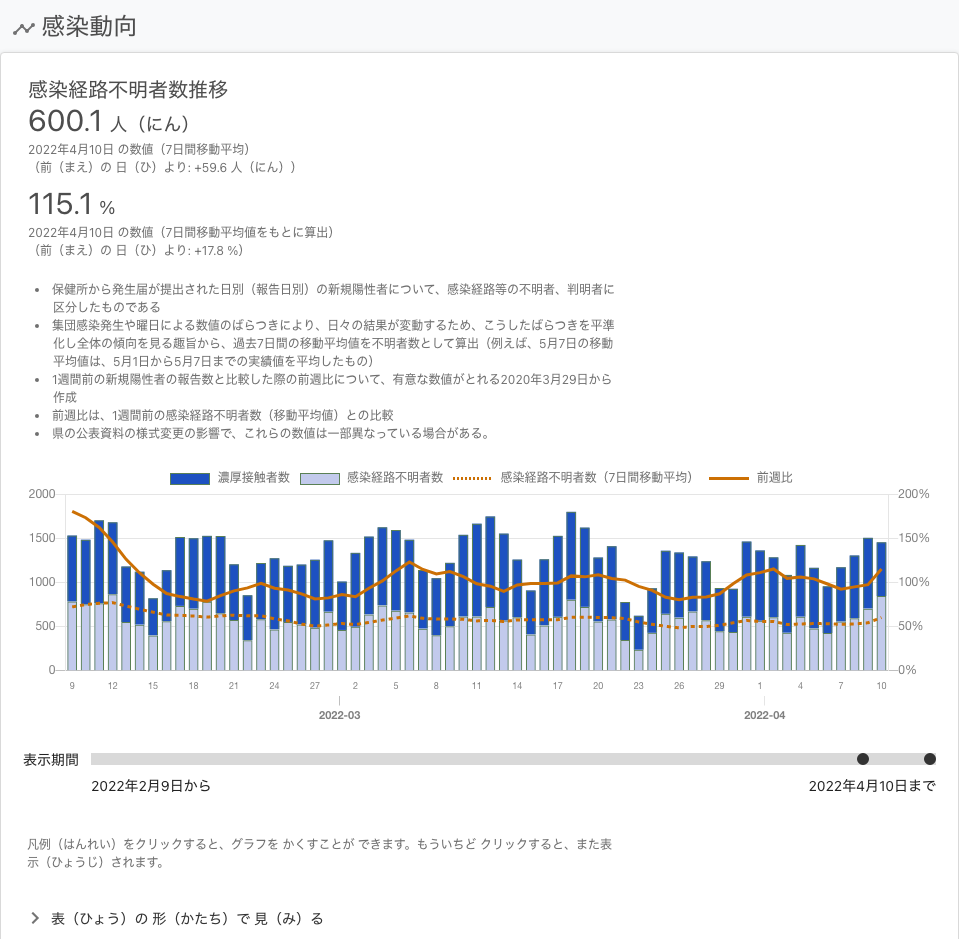 感染動向
感染経路不明者数推移
600.1 人（にん）
2022年4月10日 の数値（7日間移動平均）
（前（まえ）の 日（ひ）より: +59.6 人（にん））
115.1 %
2022年4月10日 の数値（7日間移動平均値をもとに算出）
（前（まえ）の 日（ひ）より: +17.8 %）
• 保健所から発生届が提出された日別（報告日別）の新規陽性者について、感染経路等の不明者、判明者に
区分したものである
• 集団感染発生や曜日による数値のばらつきにより、日々の結果が変動するため、こうしたばらつきを平準
化し全体の傾向を見る趣旨から、過去7日間の移動平均値を不明者数として算出（例えば、5月7日の移動
平均値は、5月1日から5月7日までの実績値を平均したもの）
• 1週間前の新規陽性者の報告数と比較した際の前週比について、有意な数値がとれる2020年3月29日から
作成
• 前週比は、1週間前の感染経路不明者数（移動平均値）との比較
• 県の公表資料の様式変更の影響で、これらの数値は一部異なっている場合がある。
濃厚接触者数 感染経路不明者数 感染経路不明者数（7日間移動平均） 前週比
2000 200%
1500 150%
1000 100%
500 50%
0 0%
9 12 15 18 21 24 27 2 5 8 11 14 17 20 23 26 29 1 4 7 10
2022-03 2022-04
表示期間
2022年2月9日から 2022年4月10日まで
凡例（はんれい）をクリックすると、グラフを かくすことが できます。もういちど クリックすると、また表
示（ひょうじ）されます。
表（ひょう）の 形（かたち）で 見（み）る